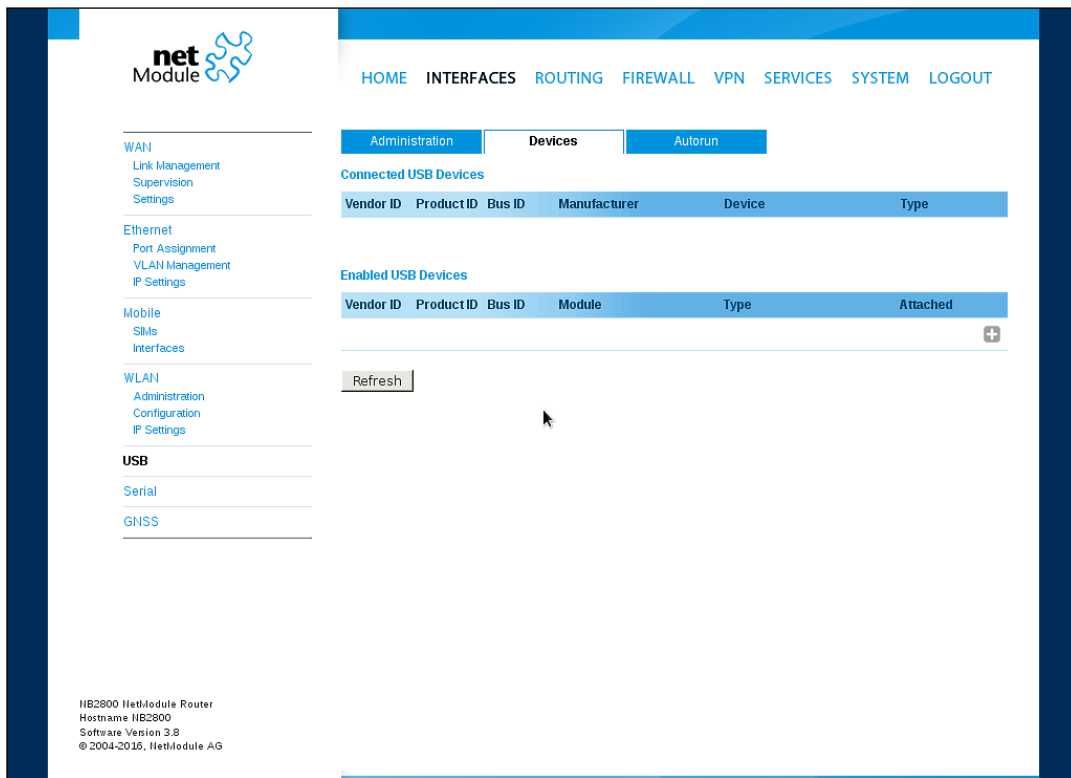 net
Module
HOME INTERFACES ROUTING FIREWALL VPN SERVICES SYSTEM LOGOUT
WAN
Link Management
Supervision
Settings
Ethernet
Port Assignment
VLAN Management
IP Settings
Mobile
SIMs
Interfaces
WLAN
Administration
Configuration
IP Settings
USB
Serial
GNSS
Administration Devices Autorun
Connected USB Devices
Vendor ID Product ID Bus ID Manufacturer Device Type
Enabled USB Devices
Vendor ID Product ID Bus ID Module Type Attached
Refresh
NB2800 NetModule Router
Hostname NB2800
Software Version 3.8
© 2004-2016, NetModule AG